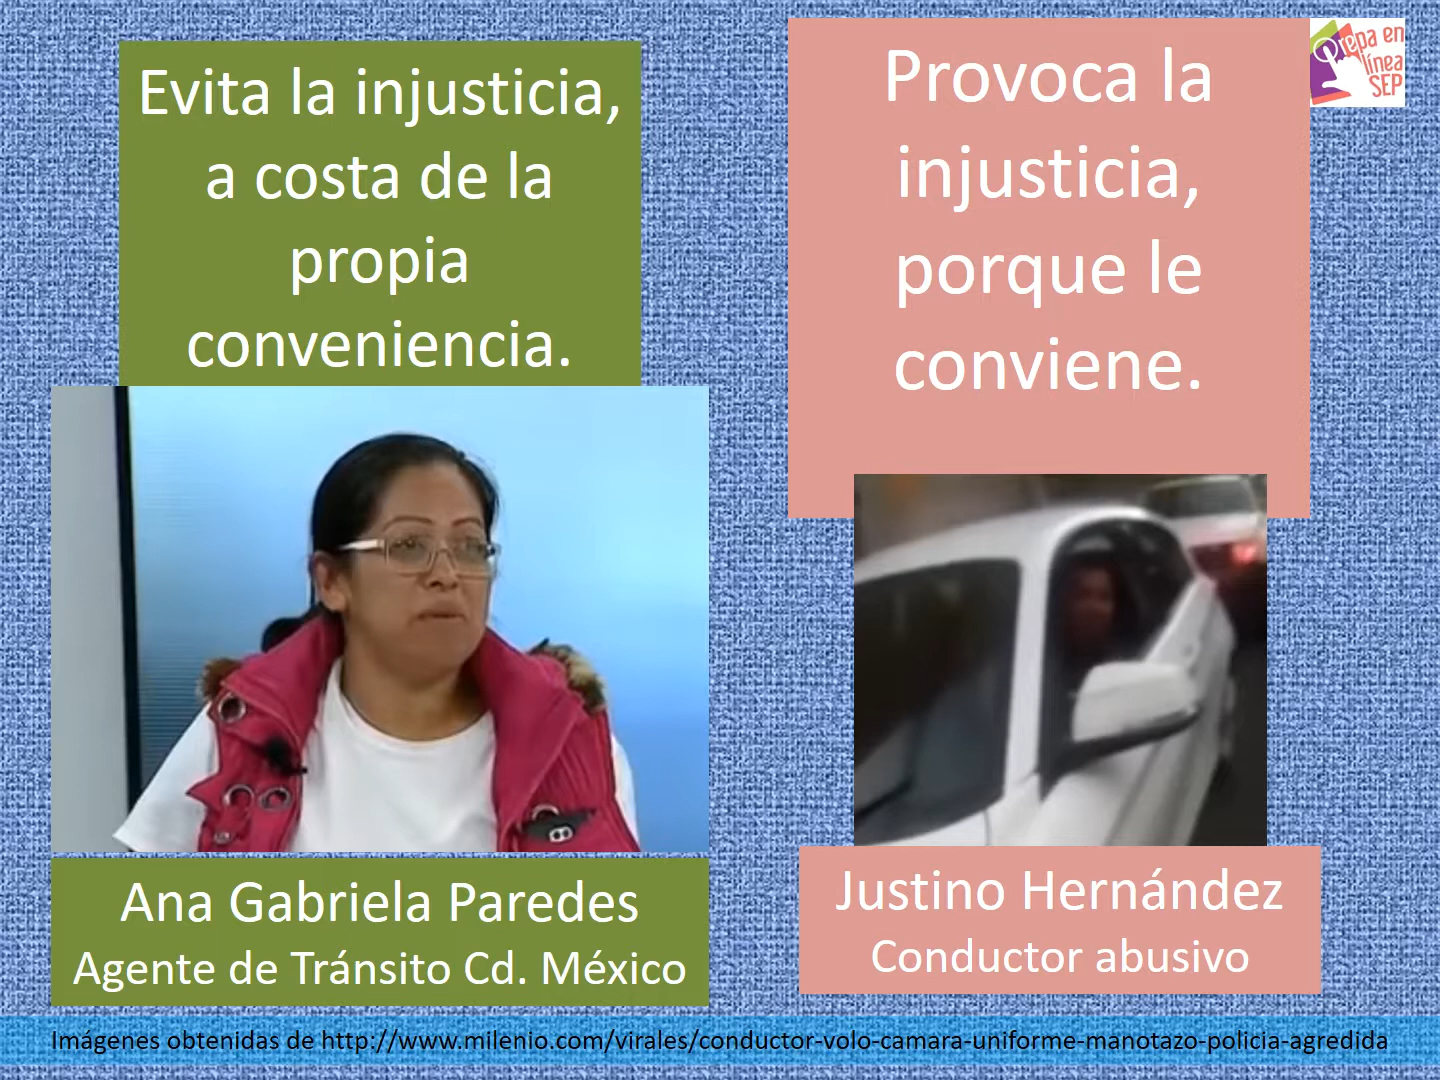 Evita la injusticia,
a costa de la
propia
conveniencia.
Ana Gabriela Paredes
Agente de Tránsito Cd. México
Provoca la
injusticia,
porque le
conviene.
Justino Hernández
Conductor abusivo
Prepa en
línea
SEP
Imágenes obtenidas de http://www.milenio.com/virales/conductor-volo-camara-uniforme-manotazo-policia-agredida